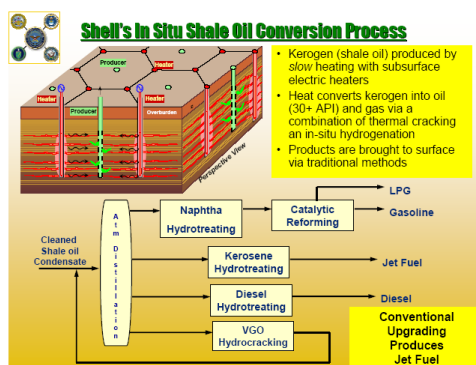 Shell's In Situ Shale Oil Conversion Process
Producer
Heater
Heater
Producer
Heater
Overburden
Perspective View
• Kerogen (shale oil) produced by
slow heating with subsurface
electric heaters
• Heat converts kerogen into oil
(30+ API) and gas via a
combination of thermal cracking
an in-situ hydrogenation
• Products are brought to surface
via traditional methods
Cleaned
Shale oil
Condensate
Atm Distillation
Naphtha
Hydrotreating
Catalytic
Reforming
LPG
Gasoline
Kerosene
Hydrotreating
Jet Fuel
Diesel
Hydrotreating
Diesel
VGO
Hydrocracking
Conventional
Upgrading
Produces
Jet Fuel